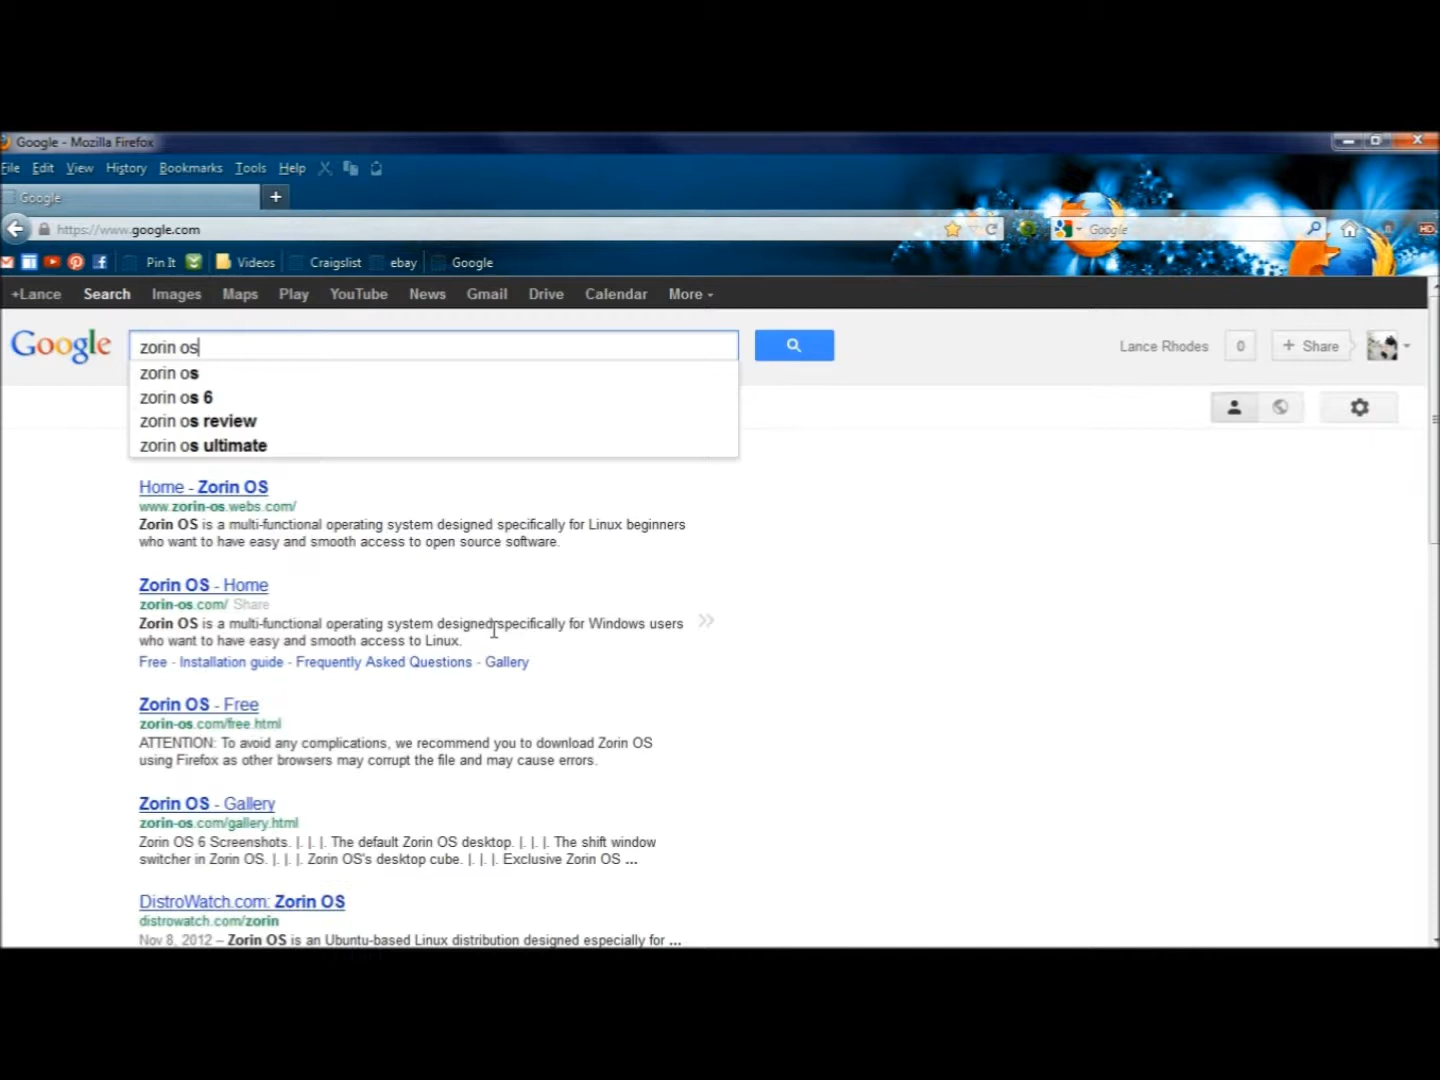 Google - Mozilla Firefox
File Edit View History Bookmarks Tools Help
Google +
https://www.google.com Google
Pin It Videos Craigslist ebay Google
+Lance Search Images Maps Play YouTube News Gmail Drive Calendar More
Google zorin os Lance Rhodes 0 + Share
zorin os
zorin os 6
zorin os review
zorin os ultimate
Home - Zorin OS
www.zorin-os.webs.com/
Zorin OS is a multi-functional operating system designed specifically for Linux beginners
who want to have easy and smooth access to open source software.
Zorin OS - Home
zorin-os.com/ Share
Zorin OS is a multi-functional operating system designed specifically for Windows users
who want to have easy and smooth access to Linux.
Free - Installation guide - Frequently Asked Questions - Gallery
Zorin OS - Free
zorin-os.com/free.html
ATTENTION: To avoid any complications, we recommend you to download Zorin OS
using Firefox as other browsers may corrupt the file and may cause errors.
Zorin OS - Gallery
zorin-os.com/gallery.html
Zorin OS 6 Screenshots. |. |. |. The default Zorin OS desktop. |. |. |. The shift window
switcher in Zorin OS. |. |. |. Zorin OS's desktop cube. |. |. |. Exclusive Zorin OS ...
DistroWatch.com: Zorin OS
distrowatch.com/zorin
Nov 8, 2012 – Zorin OS is an Ubuntu-based Linux distribution designed especially for ...